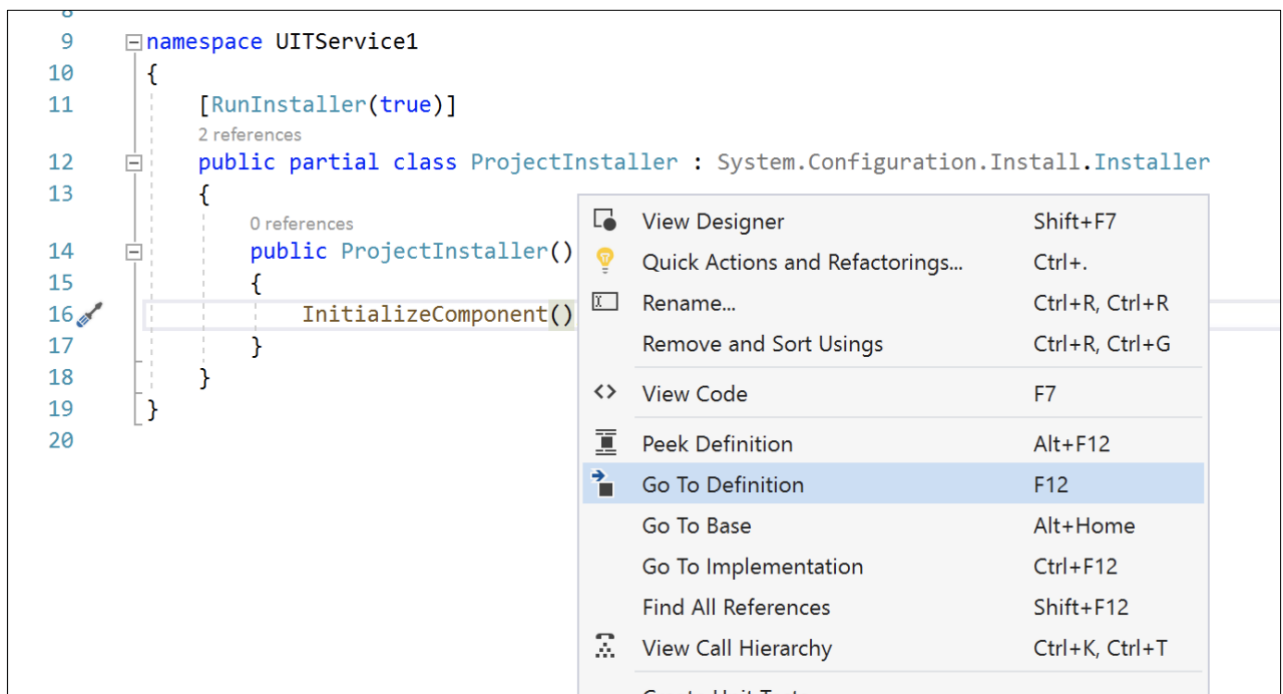 8
9 namespace UITService1
10 {
11 [RunInstaller(true)]
2 references
12 public partial class ProjectInstaller : System.Configuration.Install.Installer
13 {
0 references
14 public ProjectInstaller()
15 {
16 InitializeComponent()
17 }
18 }
19 }
20
View Designer Shift+F7
Quick Actions and Refactorings... Ctrl+.
Rename... Ctrl+R, Ctrl+R
Remove and Sort Usings Ctrl+R, Ctrl+G
View Code F7
Peek Definition Alt+F12
Go To Definition F12
Go To Base Alt+Home
Go To Implementation Ctrl+F12
Find All References Shift+F12
View Call Hierarchy Ctrl+K, Ctrl+T